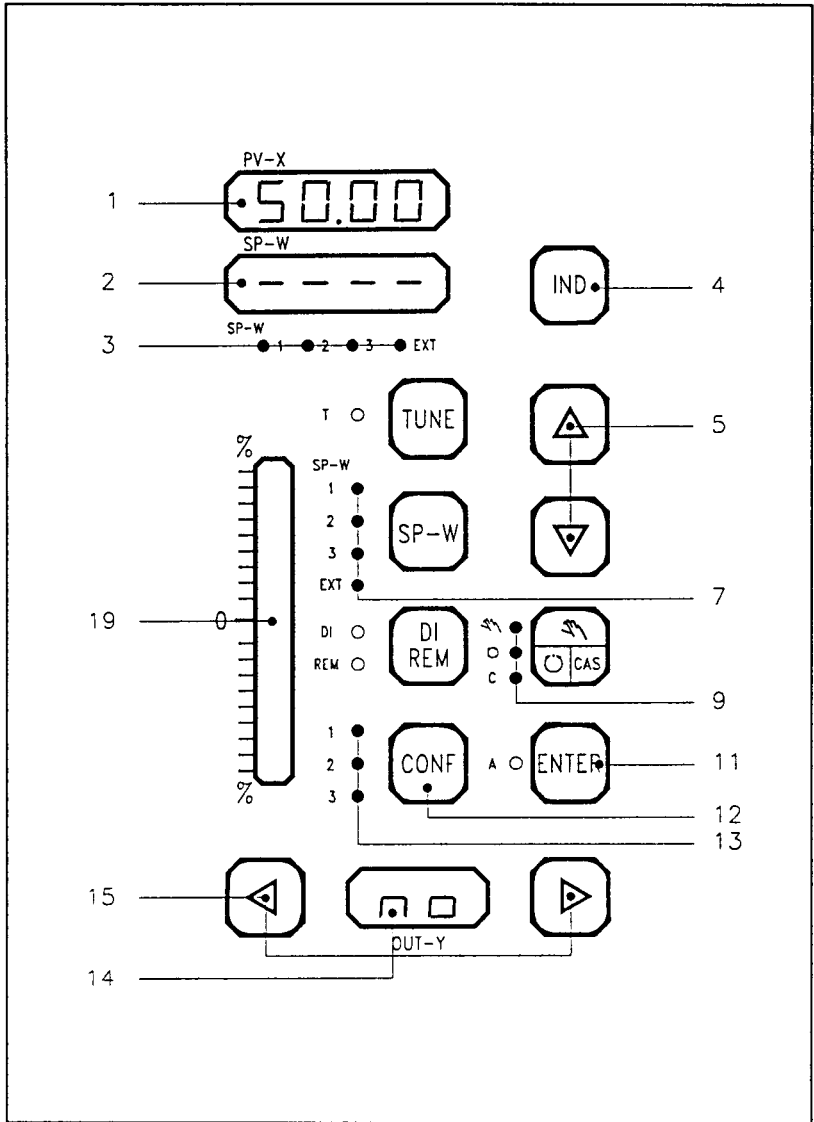 PV-X
1 50.00
SP-W
2 - - - - IND 4
SP-W
3 1 2 3 EXT
T TUNE 5
%
SP-W
1
2 SP-W
3
EXT 7
19 0 DI DI
REM REM CAS
C 9
1
2 CONF A ENTER 11
% 3 12
13
15 no
OUT-Y
14